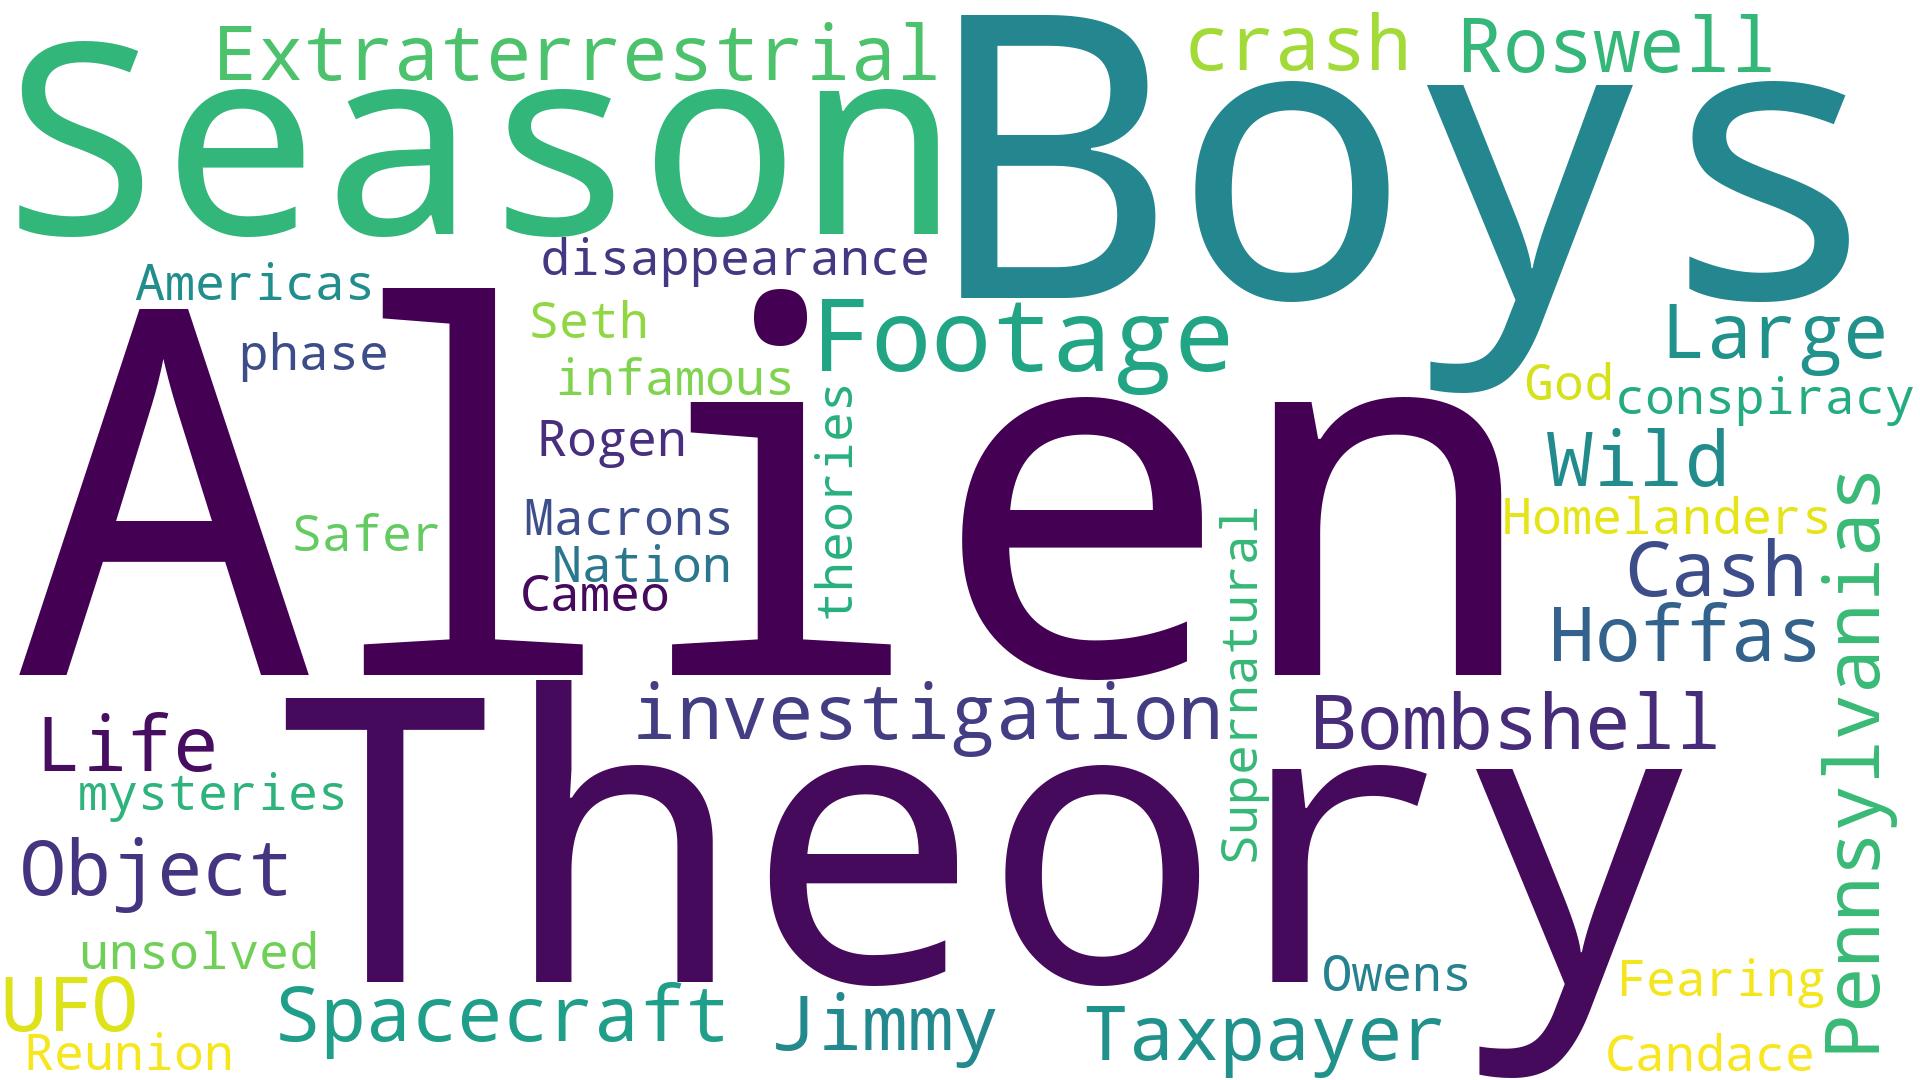 Extraterrestrial
crash
Roswell
Season
Boys
disappearance
Americas
Seth
Footage
Large
phase
infamous
God
conspiracy
Alien
Rogen
theories
Wild
Safer
Macrons
Homelanders
Nation
Cameo
Supernatural
Cash
Hoffas
Pennsylvanias
Life
investigation
Bombshell
mysteries
Theory
Object
unsolved
Owens
Fearing
UFO
Spacecraft
Jimmy
Taxpayer
Reunion
Candace